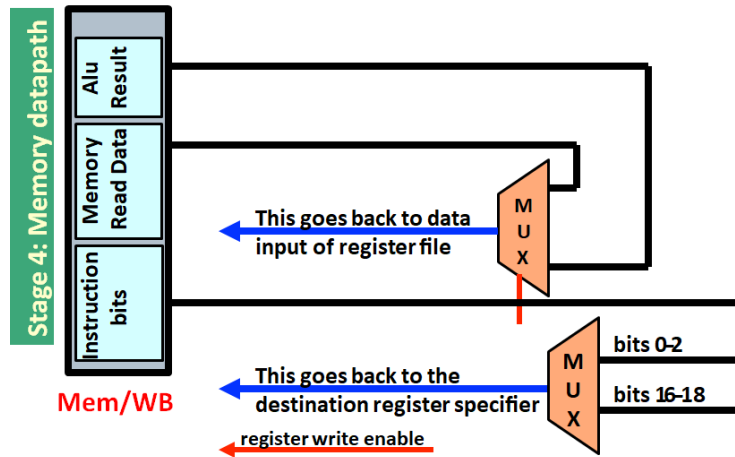 Stage 4: Memory datapath
Alu
Result
Memory
Read Data
Instruction
bits
Mem/WB
This goes back to data
input of register file
M
U
X
This goes back to the
destination register specifier
M
U
X
bits 0-2
bits 16-18
register write enable